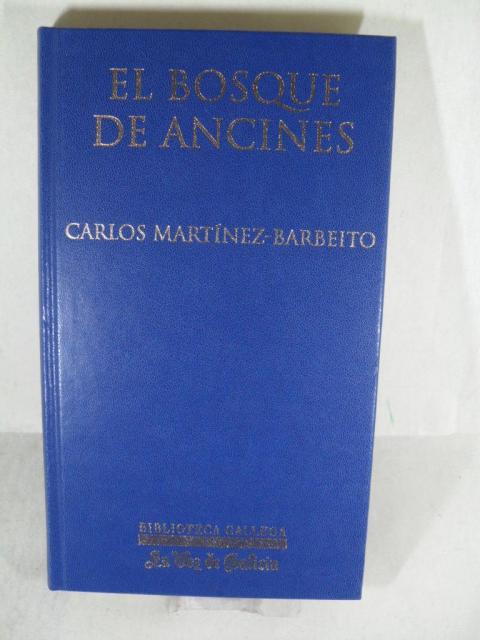 EL BOSQUE
DE ANCINES
CARLOS MARTÍNEZ-BARBEITO
BIBLIOTECA GALLEGA
La Voz de Galicia